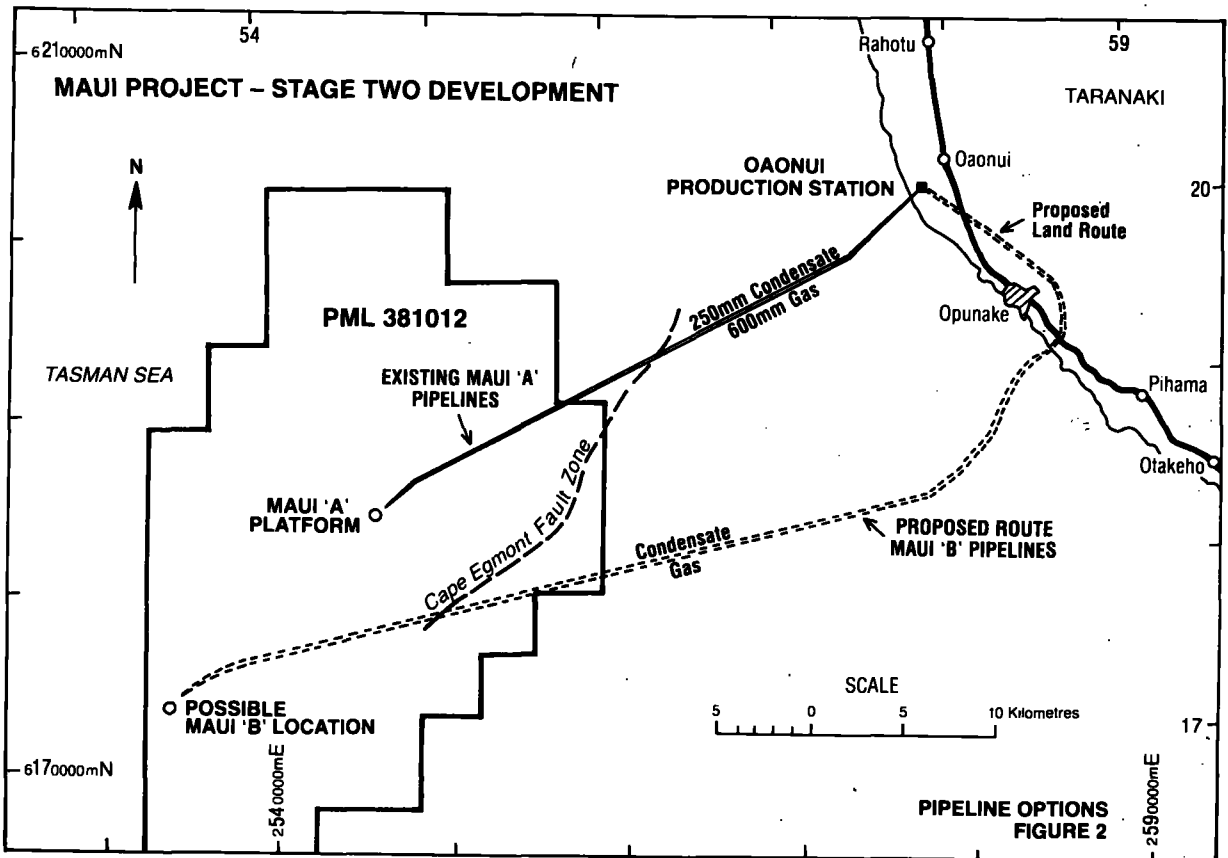 54
59
6210000mN
Rahotu
MAUI PROJECT – STAGE TWO DEVELOPMENT
TARANAKI
N
Oaonui
OAONUI
PRODUCTION STATION
20
Proposed
Land Route
250mm Condensate
600mm Gas
Opunake
PML 381012
TASMAN SEA
EXISTING MAUI 'A'
PIPELINES
Pihama
Otakeho
Cape Egmont Fault Zone
MAUI 'A'
PLATFORM
PROPOSED ROUTE
MAUI 'B' PIPELINES
Condensate
Gas
SCALE
5 0 5 10 Kilometres
POSSIBLE
MAUI 'B' LOCATION
17
6170000mN
2540000mE
2590000mE
PIPELINE OPTIONS
FIGURE 2